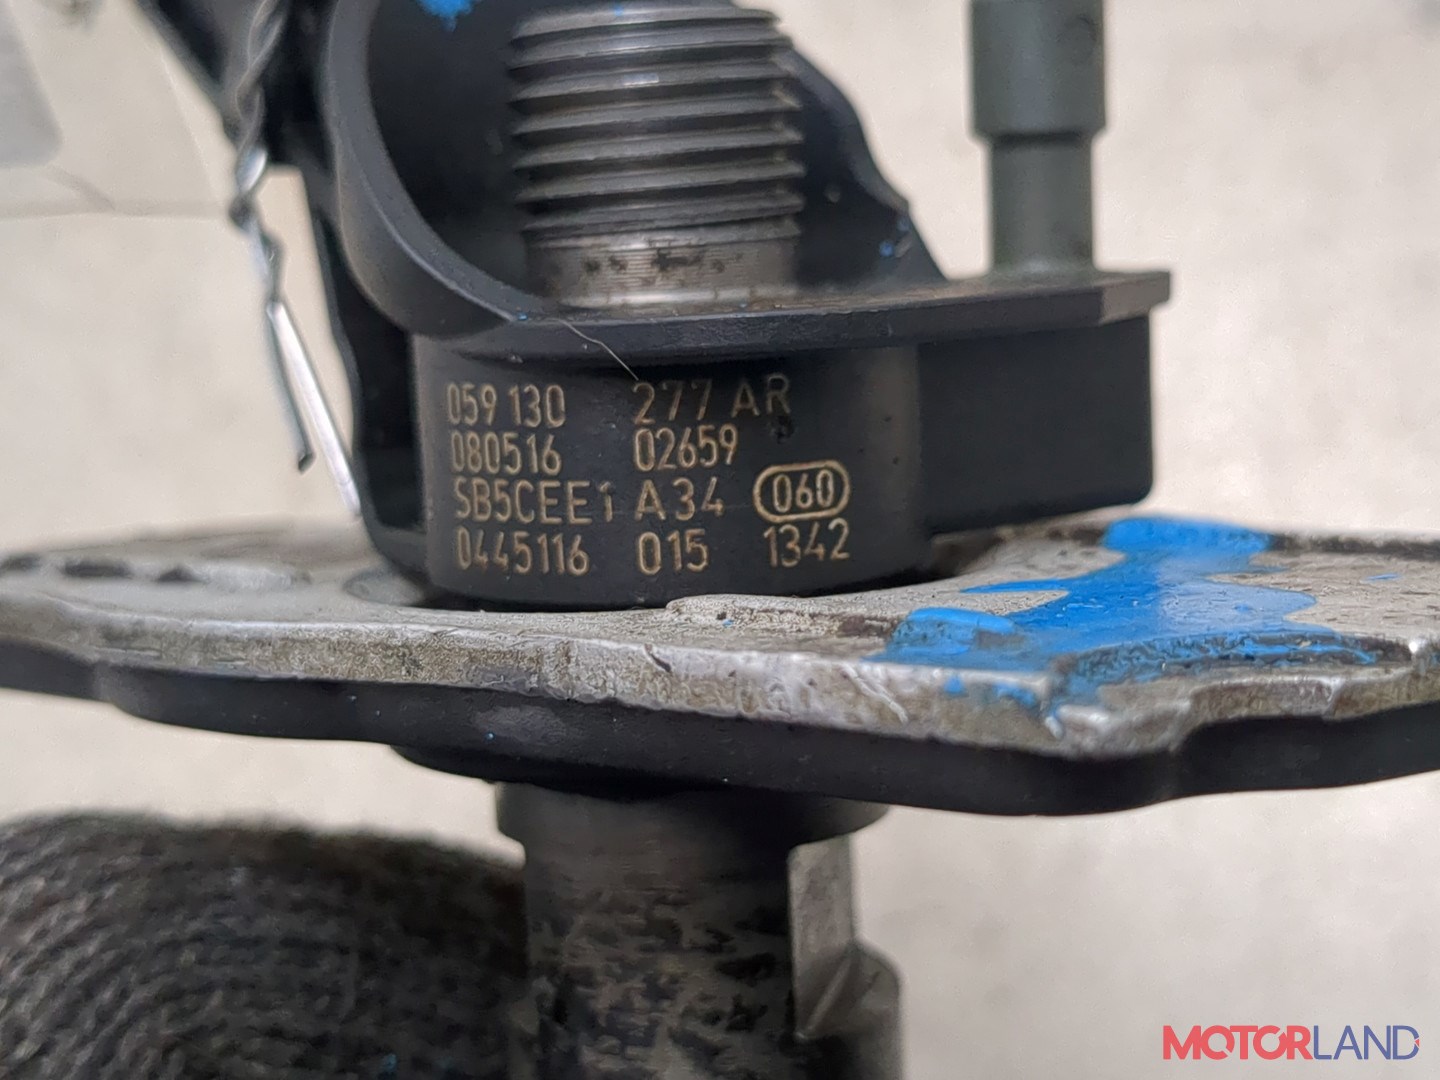 059 130 277 AR
080516 02659
SB5CEE1 A34 060
0445116 015 1342
MOTORLAND